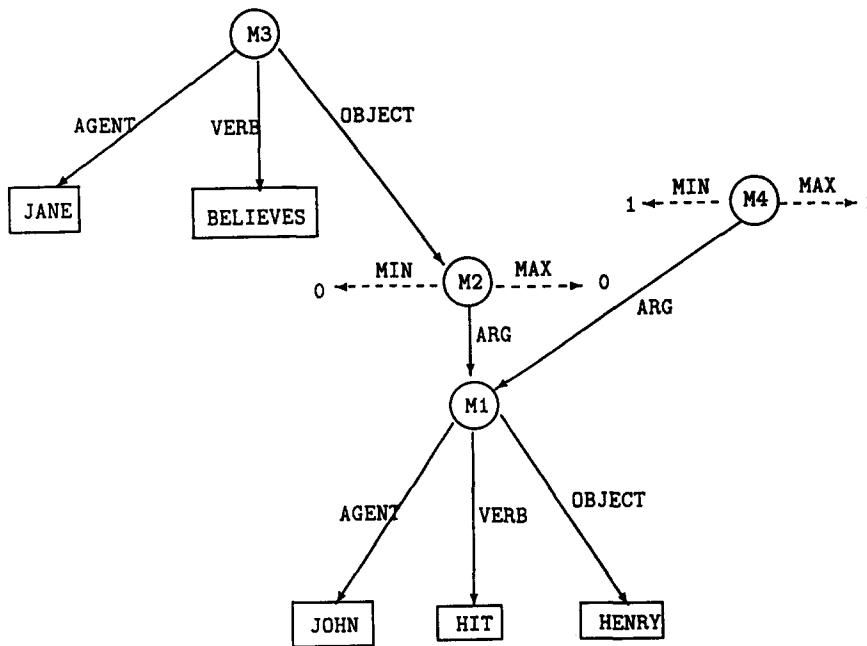 M3
AGENT VERB OBJECT
JANE BELIEVES
1 MIN M4 MAX
0 MIN M2 MAX 0
ARG
ARG
M1
AGENT VERB OBJECT
JOHN HIT HENRY